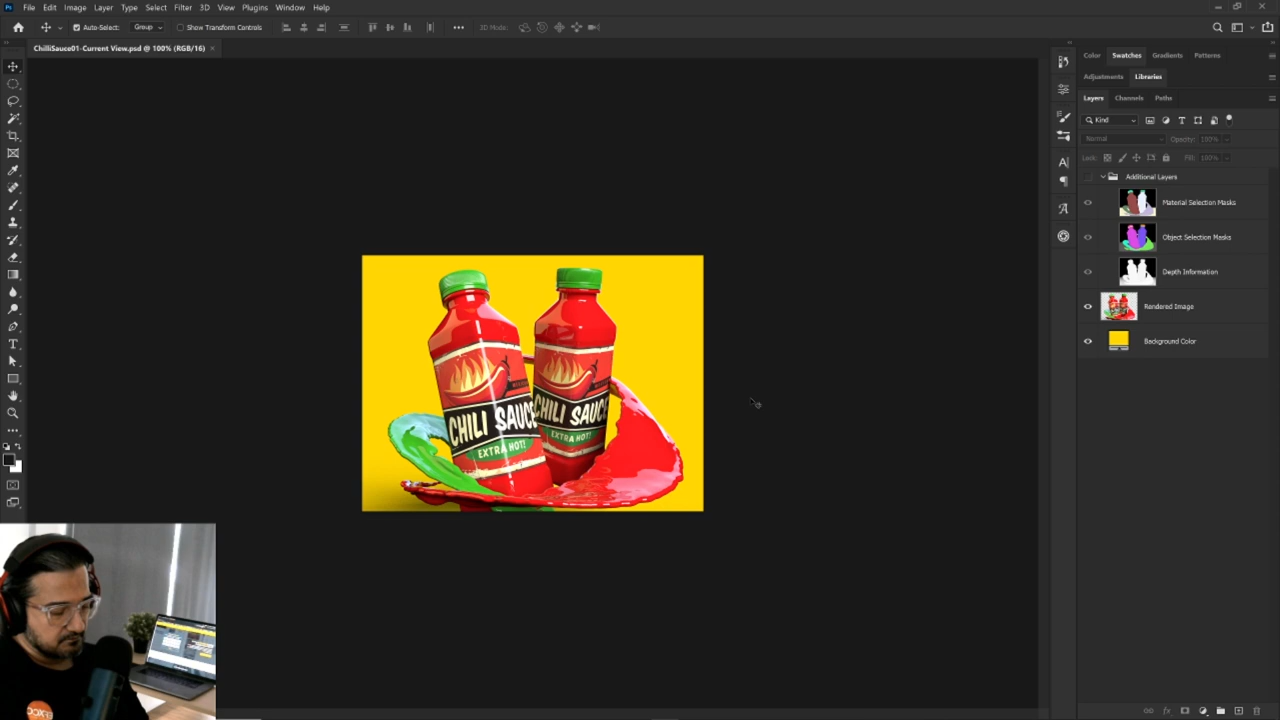 Ps File Edit Image Layer Type Select Filter 3D View Plugins Window Help
Auto-Select: Group Show Transform Controls 3D Mode:
ChilliSauce01-Current View.psd @ 100% (RGB/16)
Color Swatches Gradients Patterns
Adjustments Libraries
Layers Channels Paths
Kind
Normal Opacity: 100%
Lock: Fill: 100%
Additional Layers
Material Selection Masks
Object Selection Masks
Depth Information
Rendered Image
Background Color
CHILI SAUCE
EXTRA HOT!
CHILI SAUCE
EXTRA HOT!